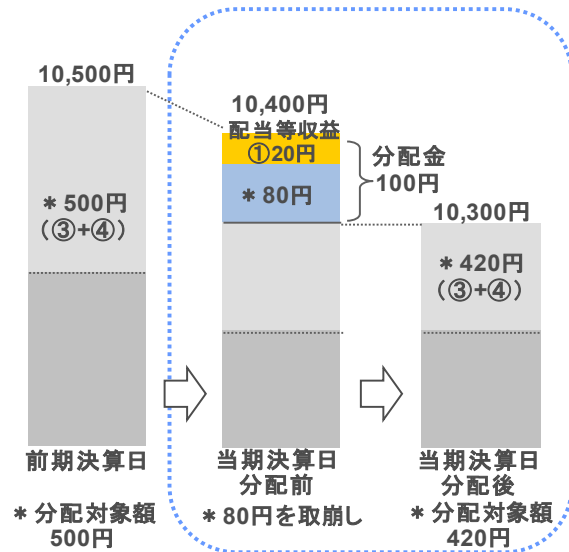 10,500円
＊500円
（③+④）
前期決算日
＊分配対象額
500円
10,400円
配当等収益
①20円
＊80円
分配金
100円
当期決算日
分配前
＊80円を取崩し
10,300円
＊420円
（③+④）
当期決算日
分配後
＊分配対象額
420円